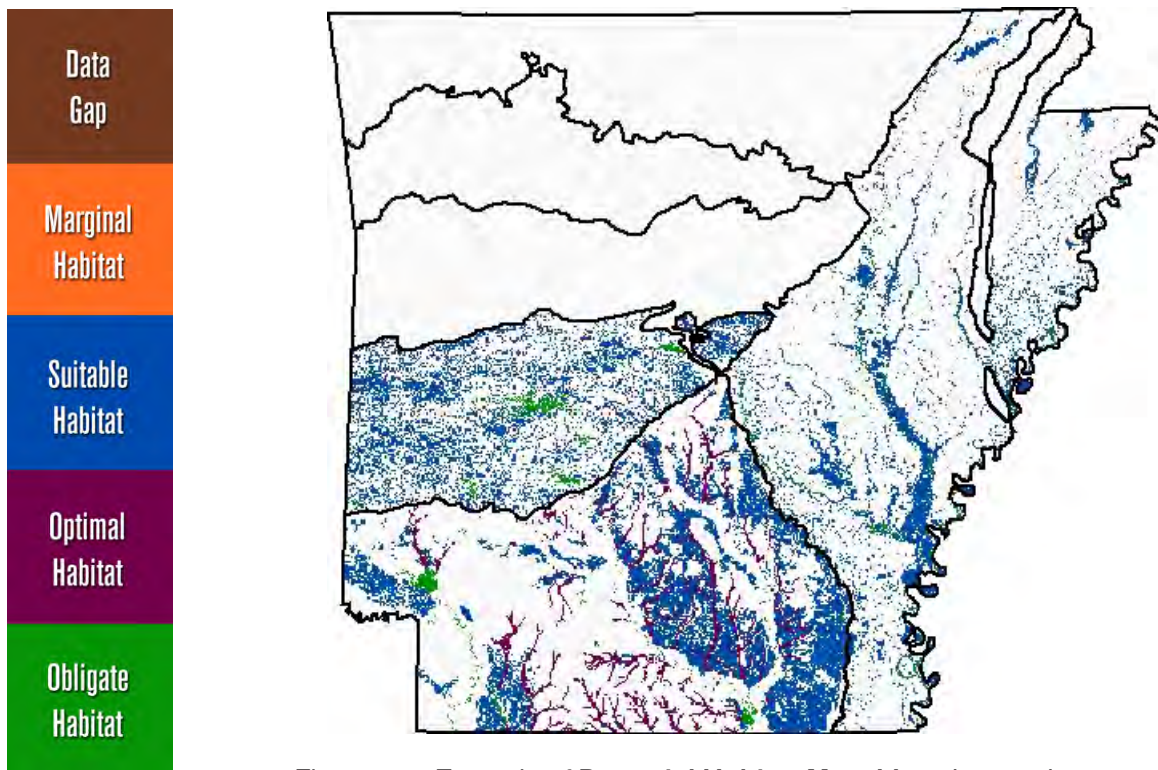 Data
Gap
Marginal
Habitat
Suitable
Habitat
Optimal
Habitat
Obligate
Habitat